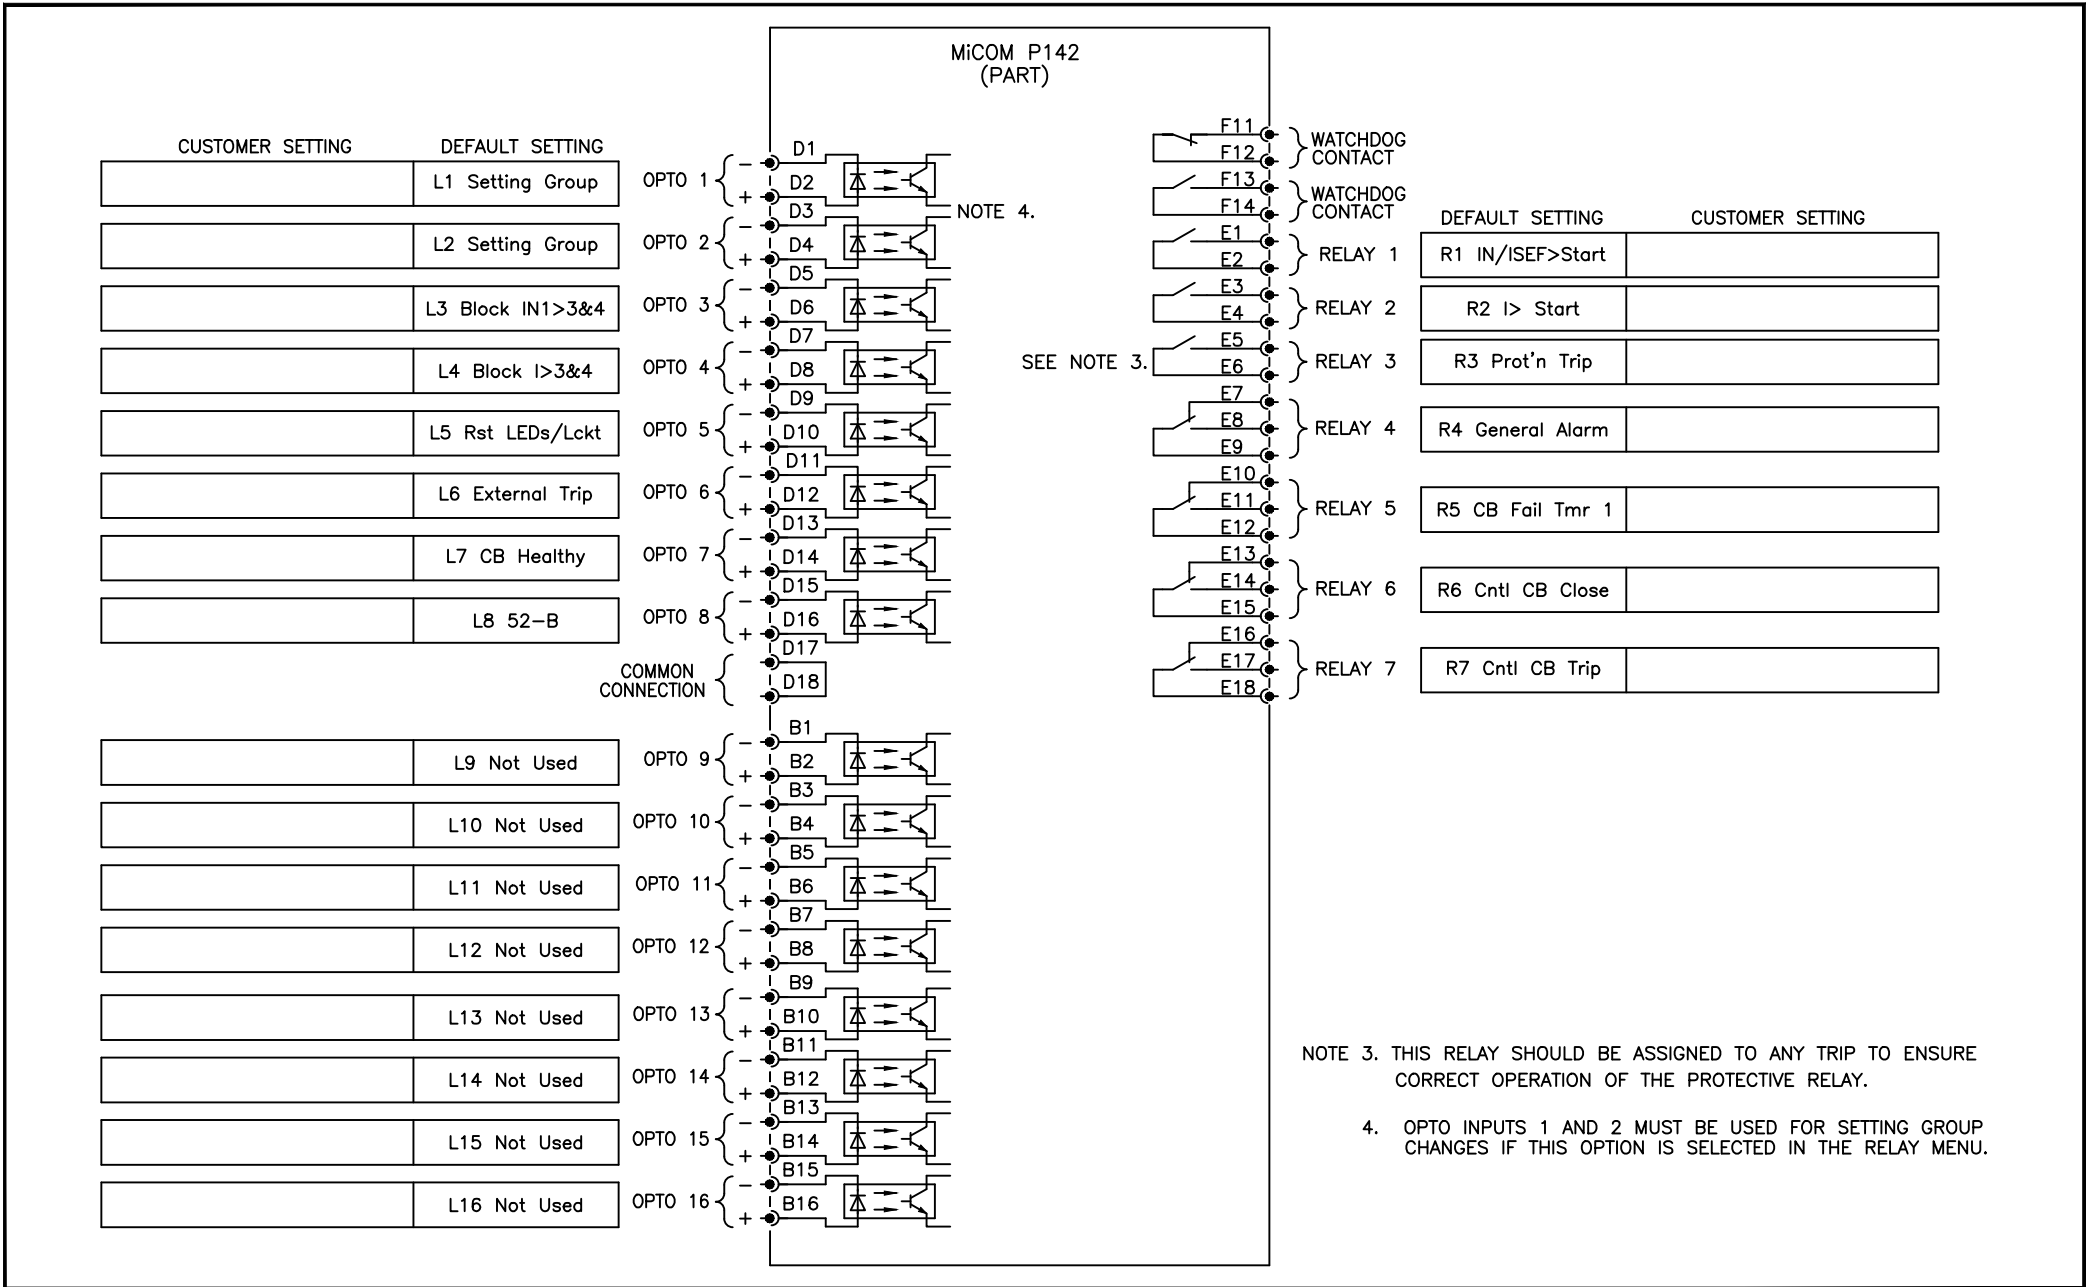 MiCOM P142
(PART)
CUSTOMER SETTING DEFAULT SETTING
L1 Setting Group OPTO 1 − D1
+ D2
L2 Setting Group OPTO 2 − D3
+ D4
L3 Block IN1>3&4 OPTO 3 − D5
+ D6
L4 Block I>3&4 OPTO 4 − D7
+ D8
L5 Rst LEDs/Lckt OPTO 5 − D9
+ D10
L6 External Trip OPTO 6 − D11
+ D12
L7 CB Healthy OPTO 7 − D13
+ D14
L8 52−B OPTO 8 − D15
+ D16
COMMON
CONNECTION
D17
D18
L9 Not Used OPTO 9 − B1
+ B2
L10 Not Used OPTO 10 − B3
+ B4
L11 Not Used OPTO 11 − B5
+ B6
L12 Not Used OPTO 12 − B7
+ B8
L13 Not Used OPTO 13 − B9
+ B10
L14 Not Used OPTO 14 − B11
+ B12
L15 Not Used OPTO 15 − B13
+ B14
L16 Not Used OPTO 16 − B15
+ B16
NOTE 4.
SEE NOTE 3.
F11
F12
WATCHDOG
CONTACT
F13
F14
WATCHDOG
CONTACT
DEFAULT SETTING CUSTOMER SETTING
E1
E2
RELAY 1 R1 IN/ISEF>Start
E3
E4
RELAY 2 R2 I> Start
E5
E6
RELAY 3 R3 Prot'n Trip
E7
E8
E9
RELAY 4 R4 General Alarm
E10
E11
E12
RELAY 5 R5 CB Fail Tmr 1
E13
E14
E15
RELAY 6 R6 Cntl CB Close
E16
E17
E18
RELAY 7 R7 Cntl CB Trip
NOTE 3. THIS RELAY SHOULD BE ASSIGNED TO ANY TRIP TO ENSURE
CORRECT OPERATION OF THE PROTECTIVE RELAY.
4. OPTO INPUTS 1 AND 2 MUST BE USED FOR SETTING GROUP
CHANGES IF THIS OPTION IS SELECTED IN THE RELAY MENU.